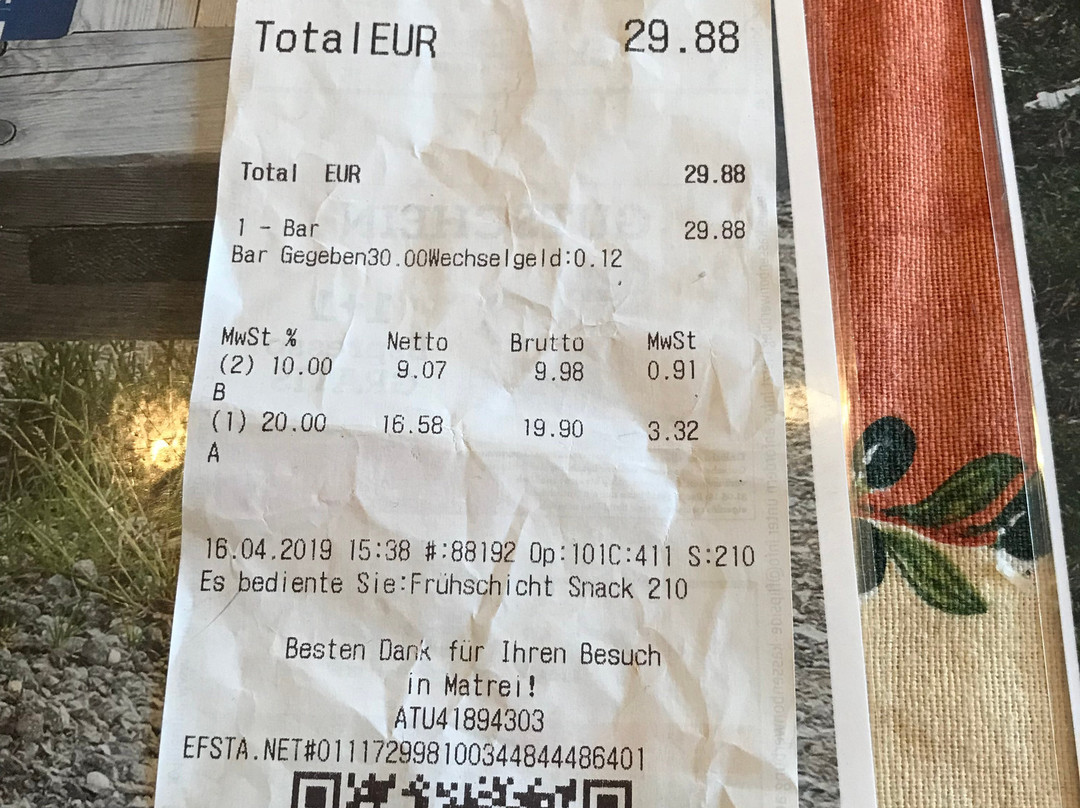 TotalEUR 29.88
Total EUR 29.88
1 - Bar 29.88
Bar Gegeben30.00Wechselgeld:0.12
MwSt % Netto Brutto MwSt
(2) 10.00 9.07 9.98 0.91
B
(1) 20.00 16.58 19.90 3.32
A
16.04.2019 15:38 #:88192 Op:101C:411 S:210
Es bediente Sie:Frühschicht Snack 210
Besten Dank für Ihren Besuch
in Matrei!
ATU41894303
EFSTA.NET#0111729981003448444486401